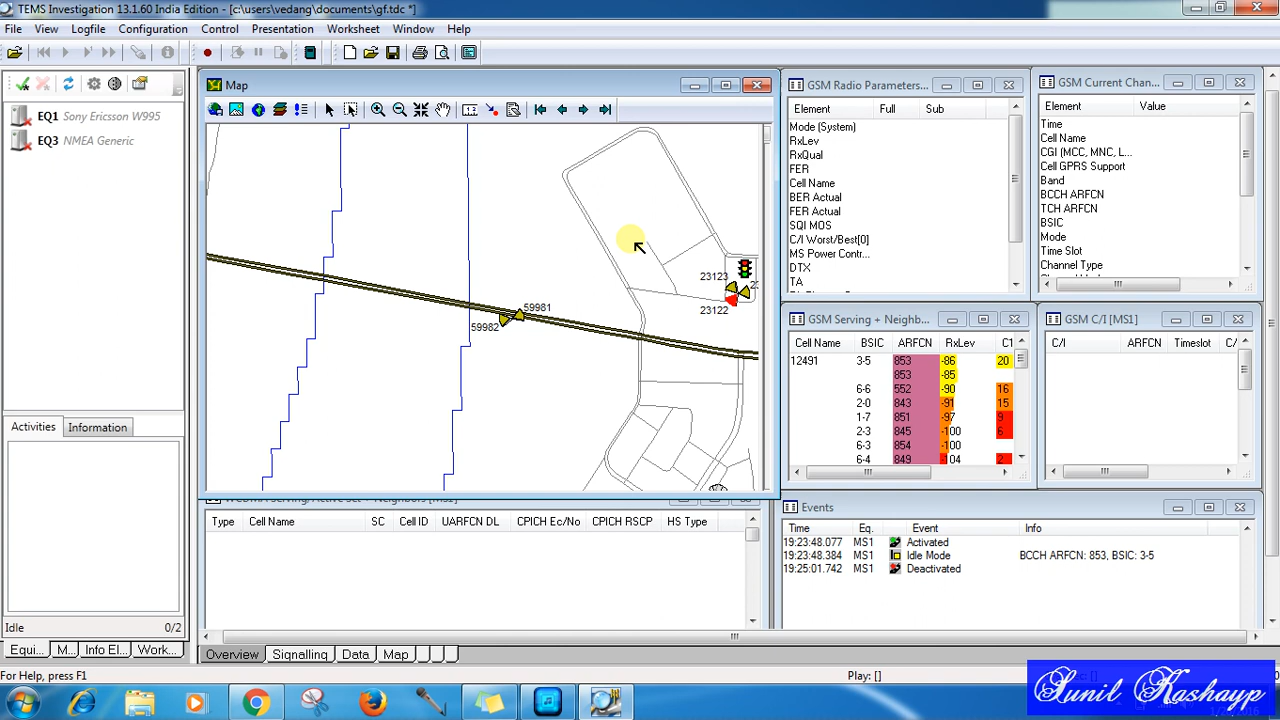 TEMS Investigation 13.1.60 India Edition - [c:\users\vedang\documents\gf.tdc *]
File View Logfile Configuration Control Presentation Worksheet Window Help
EQ1 Sony Ericsson W995
EQ3 NMEA Generic
Activities Information
Idle 0/2
Equi... M... Info El... Work...
Map
23123
23122
59981
59982
GSM Radio Parameters...
Element Full Sub
Mode (System)
RxLev
RxQual
FER
Cell Name
BER Actual
FER Actual
SQI MOS
C/I Worst/Best[0]
MS Power Contr...
DTX
TA
GSM Current Chan...
Element Value
Time
Cell Name
CGI (MCC, MNC, L...
Cell GPRS Support
Band
BCCH ARFCN
TCH ARFCN
BSIC
Mode
Time Slot
Channel Type
GSM Serving + Neighb...
Cell Name BSIC ARFCN RxLev C1
12491 3-5 853 -86 20
853 -85
6-6 552 -90 16
2-0 843 -91 15
1-7 851 -97 9
2-3 845 -100 6
6-3 854 -100
6-4 849 -104 2
GSM C/I [MS1]
C/I ARFCN Timeslot C/
Type Cell Name SC Cell ID UARFCN DL CPICH Ec/No CPICH RSCP HS Type
Events
Time Eq. Event Info
19:23:48.077 MS1 Activated
19:23:48.384 MS1 Idle Mode BCCH ARFCN: 853, BSIC: 3-5
19:25:01.742 MS1 Deactivated
Overview Signalling Data Map
For Help, press F1
Play: []
Sunil Kashayp